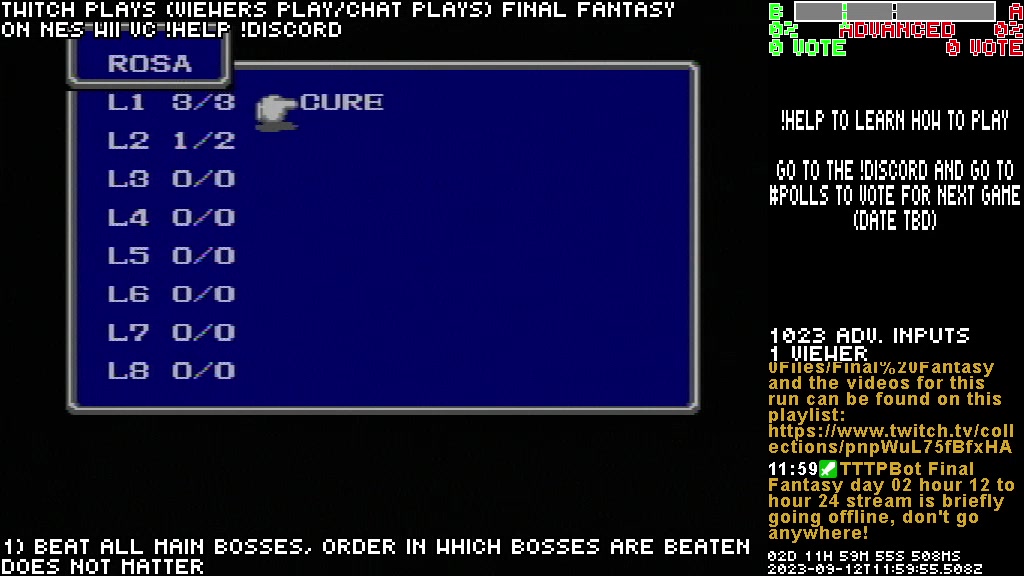 TWITCH PLAYS (VIEWERS PLAY/CHAT PLAYS) FINAL FANTASY
ON NES WII VC !HELP !DISCORD
ROSA
L1 3/3 CURE
L2 1/2
L3 0/0
L4 0/0
L5 0/0
L6 0/0
L7 0/0
L8 0/0
1) BEAT ALL MAIN BOSSES, ORDER IN WHICH BOSSES ARE BEATEN
DOES NOT MATTER
B A
0% ADVANCED 0%
0 VOTE 0 VOTE
!HELP TO LEARN HOW TO PLAY
GO TO THE !DISCORD AND GO TO
#POLLS TO VOTE FOR NEXT GAME
(DATE TBD)
1023 ADV. INPUTS
1 VIEWER
0Files/Final%20Fantasy
and the videos for this
run can be found on this
playlist:
https://www.twitch.tv/coll
ections/pnpWuL75fBfxHA
11:59 TTTPBot Final
Fantasy day 02 hour 12 to
hour 24 stream is briefly
going offline, don't go
anywhere!
02D 11H 59M 55S 508MS
2023-09-12T11:59:55.508Z